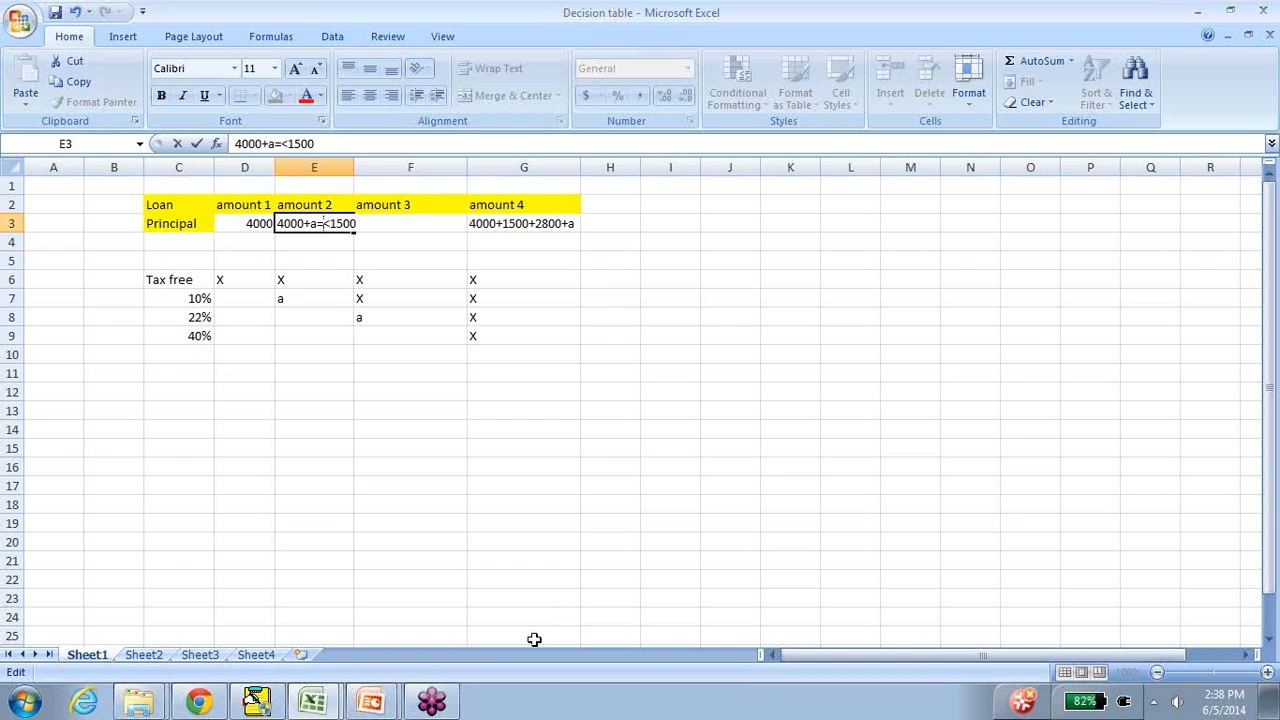 Decision table - Microsoft Excel
Home Insert Page Layout Formulas Data Review View
Paste Cut Copy Format Painter Clipboard
Calibri 11 A A B I U A Font
Wrap Text Merge & Center Alignment
General $ % , Number
Conditional Formatting Format as Table Cell Styles Styles
Insert Delete Format Cells
Σ AutoSum Fill Clear Sort & Filter Find & Select Editing
E3 fx 4000+a=<1500
A B C D E F G H I J K L M N O P Q R
1
2 Loan amount 1 amount 2 amount 3 amount 4
3 Principal 4000 4000+a=<1500 4000+1500+2800+a
4
5
6 Tax free X X X X
7 10% a X X
8 22% a X
9 40% X
10
11
12
13
14
15
16
17
18
19
20
21
22
23
24
25
Sheet1 Sheet2 Sheet3 Sheet4
Edit 100%
82% 2:38 PM
6/5/2014